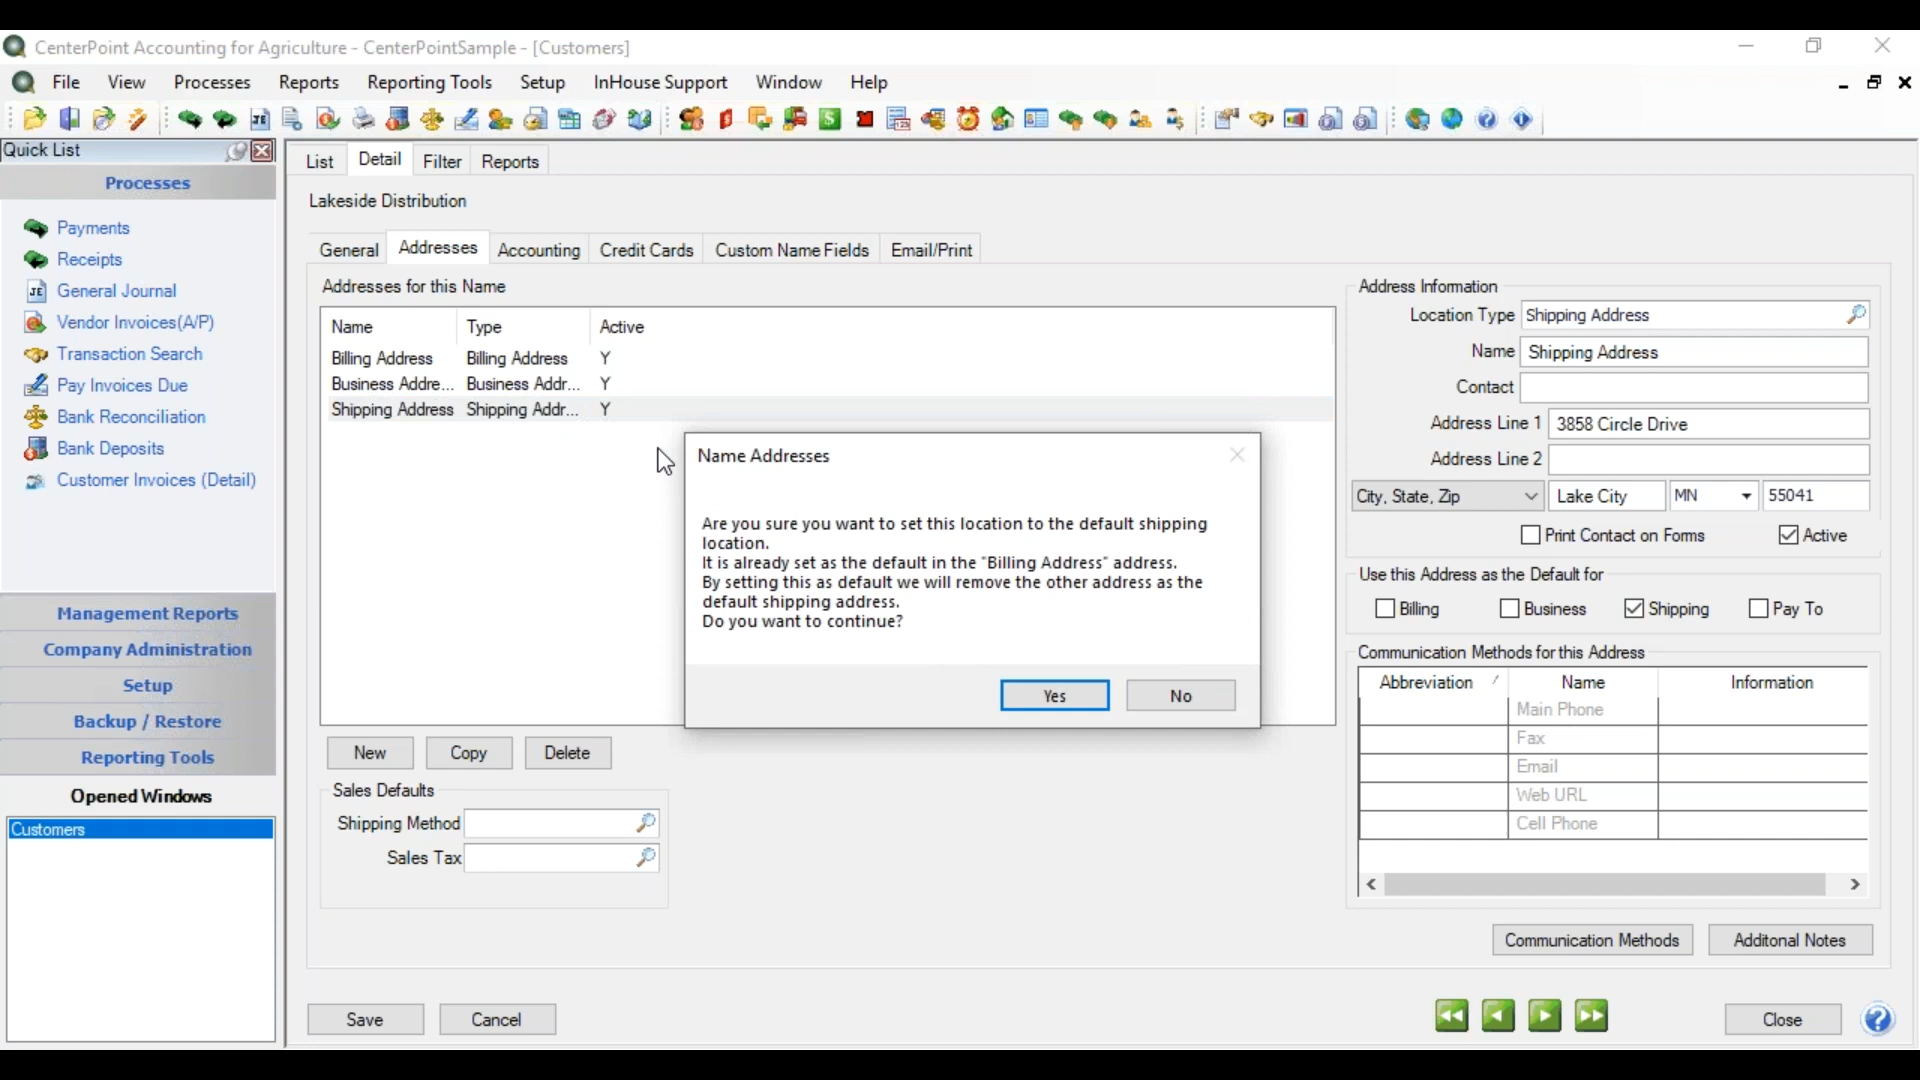 CenterPoint Accounting for Agriculture - CenterPointSample - [Customers]
File View Processes Reports Reporting Tools Setup InHouse Support Window Help
Quick List
Processes
Payments
Receipts
General Journal
Vendor Invoices(A/P)
Transaction Search
Pay Invoices Due
Bank Reconciliation
Bank Deposits
Customer Invoices (Detail)
Management Reports
Company Administration
Setup
Backup / Restore
Reporting Tools
Opened Windows
Customers
List Detail Filter Reports
Lakeside Distribution
General Addresses Accounting Credit Cards Custom Name Fields Email/Print
Addresses for this Name
Name Type Active
Billing Address Billing Address Y
Business Addre... Business Addr... Y
Shipping Address Shipping Addr... Y
Name Addresses
Are you sure you want to set this location to the default shipping
location.
It is already set as the default in the "Billing Address" address.
By setting this as default we will remove the other address as the
default shipping address.
Do you want to continue?
Yes No
New Copy Delete
Sales Defaults
Shipping Method
Sales Tax
Address Information
Location Type Shipping Address
Name Shipping Address
Contact
Address Line 1 3858 Circle Drive
Address Line 2
City, State, Zip Lake City MN 55041
Print Contact on Forms Active
Use this Address as the Default for
Billing Business Shipping Pay To
Communication Methods for this Address
Abbreviation Name Information
Main Phone
Fax
Email
Web URL
Cell Phone
Communication Methods Additonal Notes
Save Cancel Close